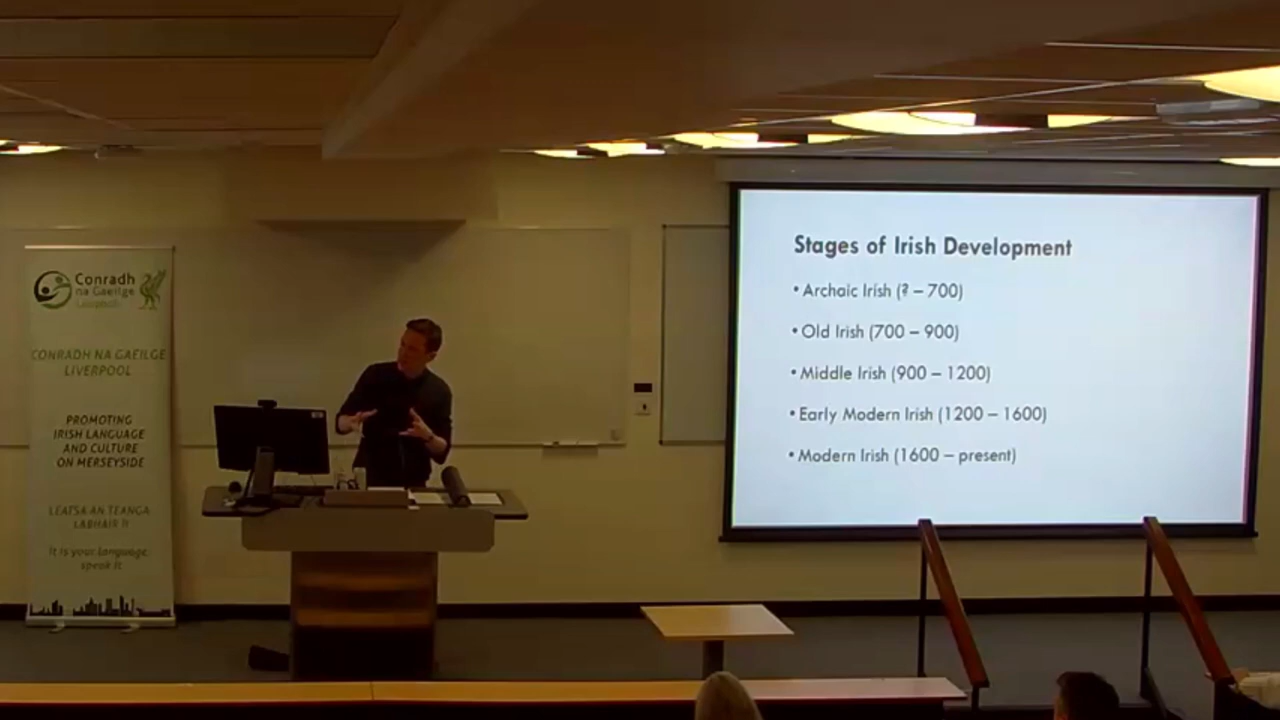 Conradh
na Gaeilge
Liverpool
CONRADH NA GAEILGE
LIVERPOOL
PROMOTING
IRISH LANGUAGE
AND CULTURE
ON MERSEYSIDE
LEATSA AN TEANGA
LABHAIR Í!
It is your language,
speak it
Stages of Irish Development
• Archaic Irish (? – 700)
• Old Irish (700 – 900)
• Middle Irish (900 – 1200)
• Early Modern Irish (1200 – 1600)
• Modern Irish (1600 – present)